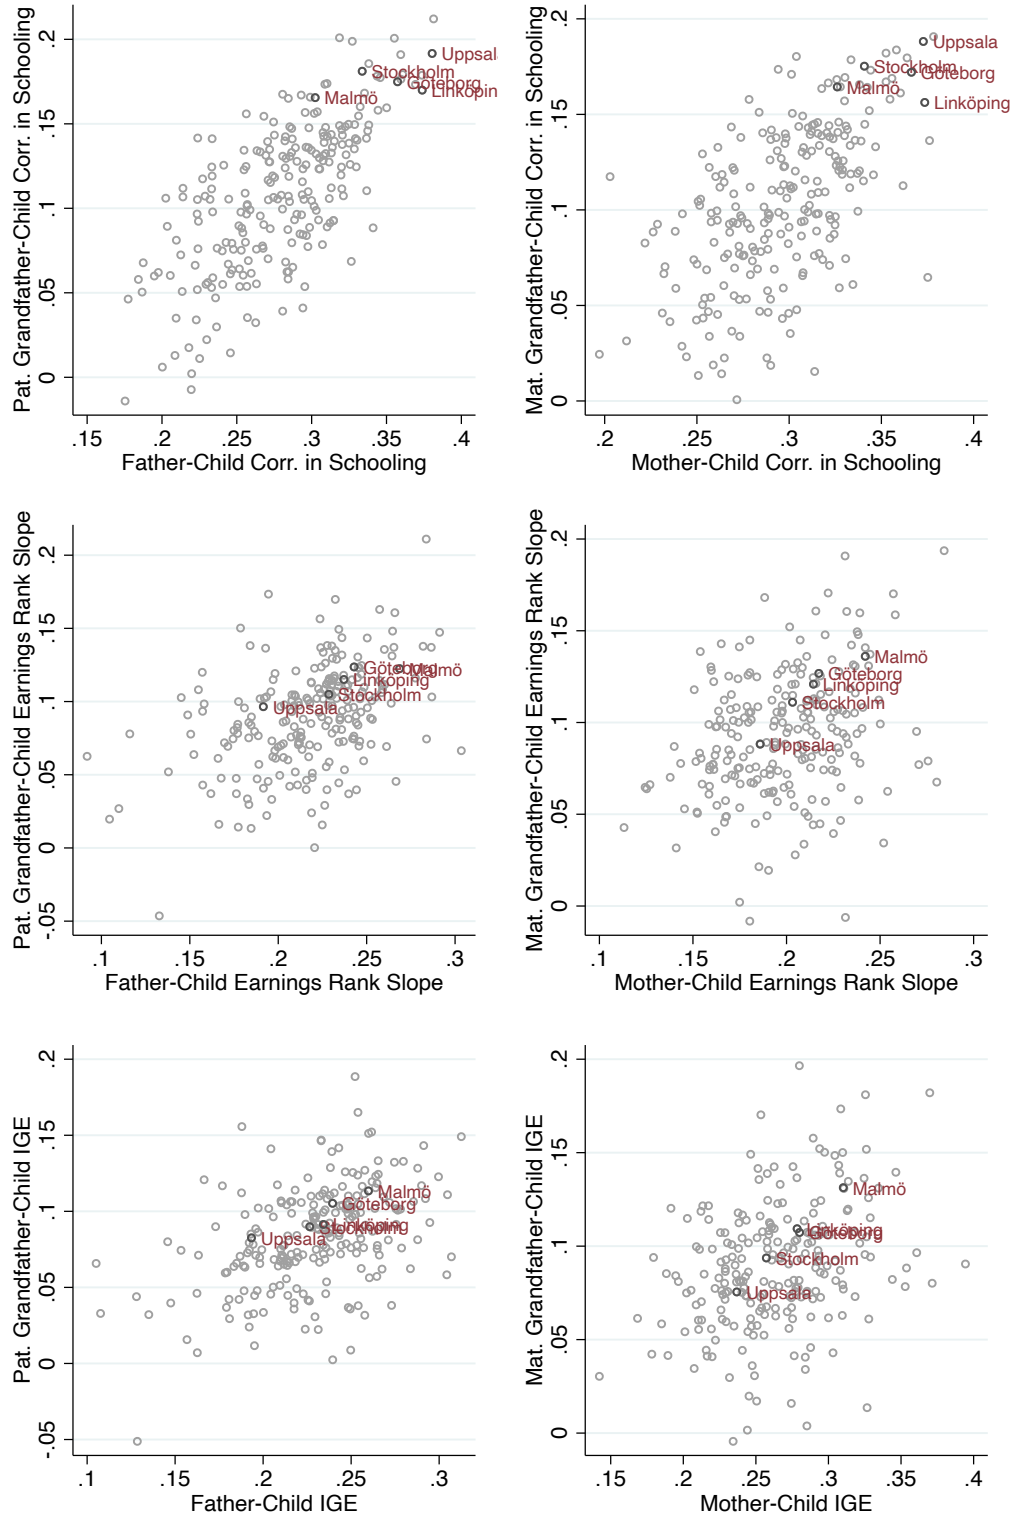 Pat. Grandfather-Child Corr. in Schooling
.2
.15
.1
.05
0
Uppsal
Stockholm
Göteborg
Linköpin
Malmö
.15 .2 .25 .3 .35 .4
Father-Child Corr. in Schooling
Mat. Grandfather-Child Corr. in Schooling
.2
.15
.1
.05
0
Uppsala
Stockholm
Göteborg
Malmö
Linköping
.2 .25 .3 .35 .4
Mother-Child Corr. in Schooling
Pat. Grandfather-Child Earnings Rank Slope
.2
.15
.1
.05
0
-.05
Göteborg
Malmö
Linköping
Stockholm
Uppsala
.1 .15 .2 .25 .3
Father-Child Earnings Rank Slope
Mat. Grandfather-Child Earnings Rank Slope
.2
.15
.1
.05
0
Malmö
Göteborg
Linköping
Stockholm
Uppsala
.1 .15 .2 .25 .3
Mother-Child Earnings Rank Slope
Pat. Grandfather-Child IGE
.2
.15
.1
.05
0
-.05
Malmö
Göteborg
Linköping
Stockholm
Uppsala
.1 .15 .2 .25 .3
Father-Child IGE
Mat. Grandfather-Child IGE
.2
.15
.1
.05
0
Malmö
Linköping
Göteborg
Stockholm
Uppsala
.15 .2 .25 .3 .35 .4
Mother-Child IGE